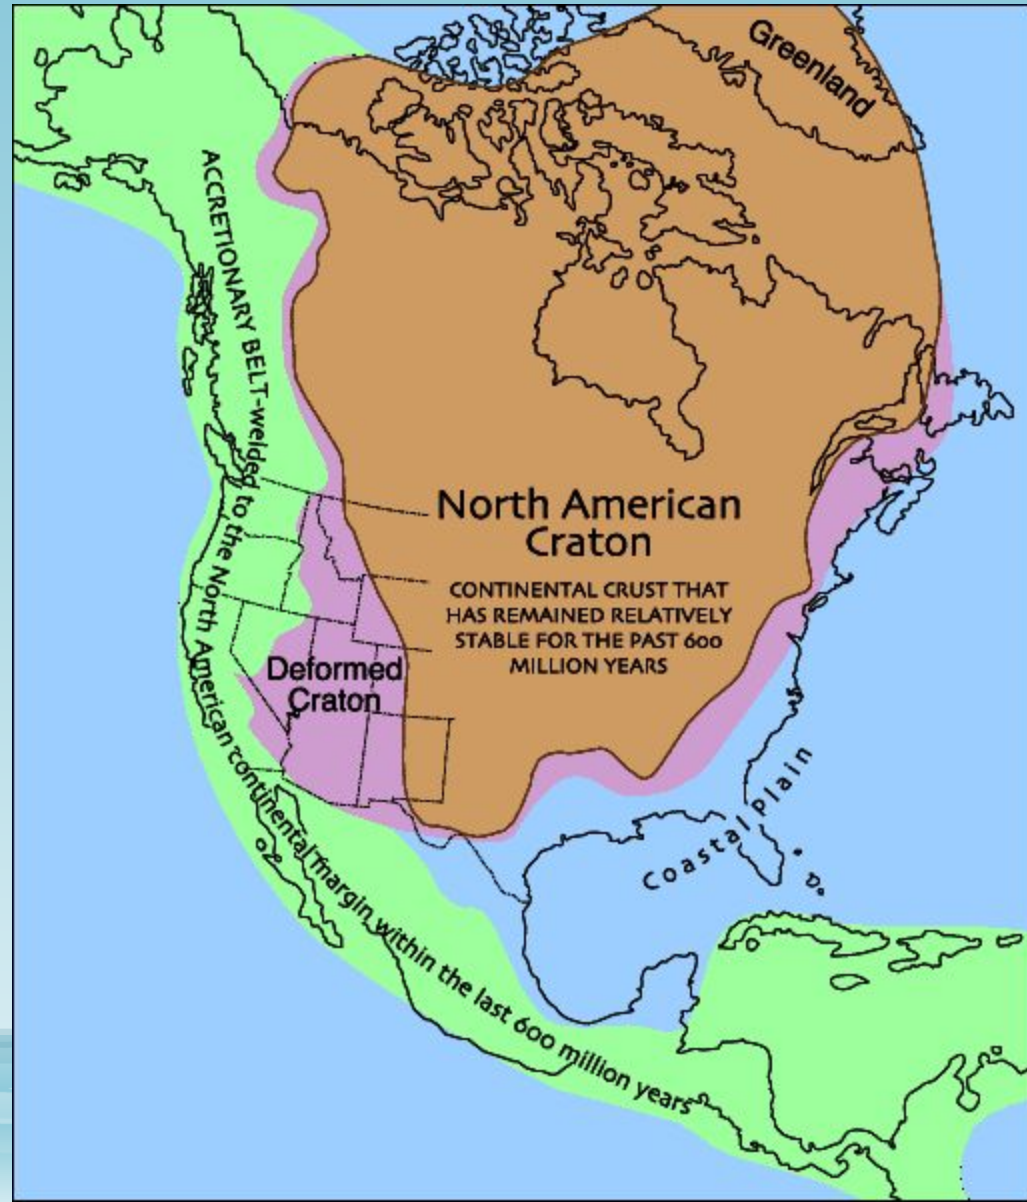 Greenland
ACCRETIONARY BELT-welded to the North American continental margin within the last 600 million years
North American
Craton
CONTINENTAL CRUST THAT
HAS REMAINED RELATIVELY
STABLE FOR THE PAST 600
MILLION YEARS
Deformed
Craton
Coastal Plain